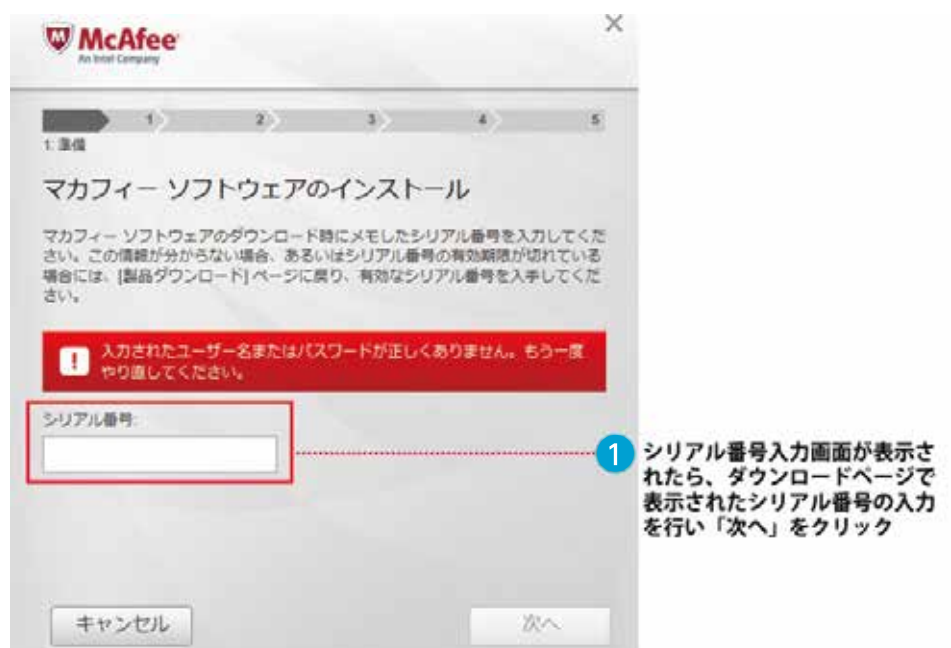 McAfee
An Intel Company
×
1 2 3 4 5
1: 準備
マカフィー ソフトウェアのインストール
マカフィー ソフトウェアのダウンロード時にメモしたシリアル番号を入力してくだ
さい。この情報が分からない場合、あるいはシリアル番号の有効期限が切れている
場合には、[製品ダウンロード] ページに戻り、有効なシリアル番号を入手してくだ
さい。
! 入力されたユーザー名またはパスワードが正しくありません。もう一度
やり直してください。
シリアル番号:
1 シリアル番号入力画面が表示さ
れたら、ダウンロードページで
表示されたシリアル番号の入力
を行い「次へ」をクリック
キャンセル
次へ